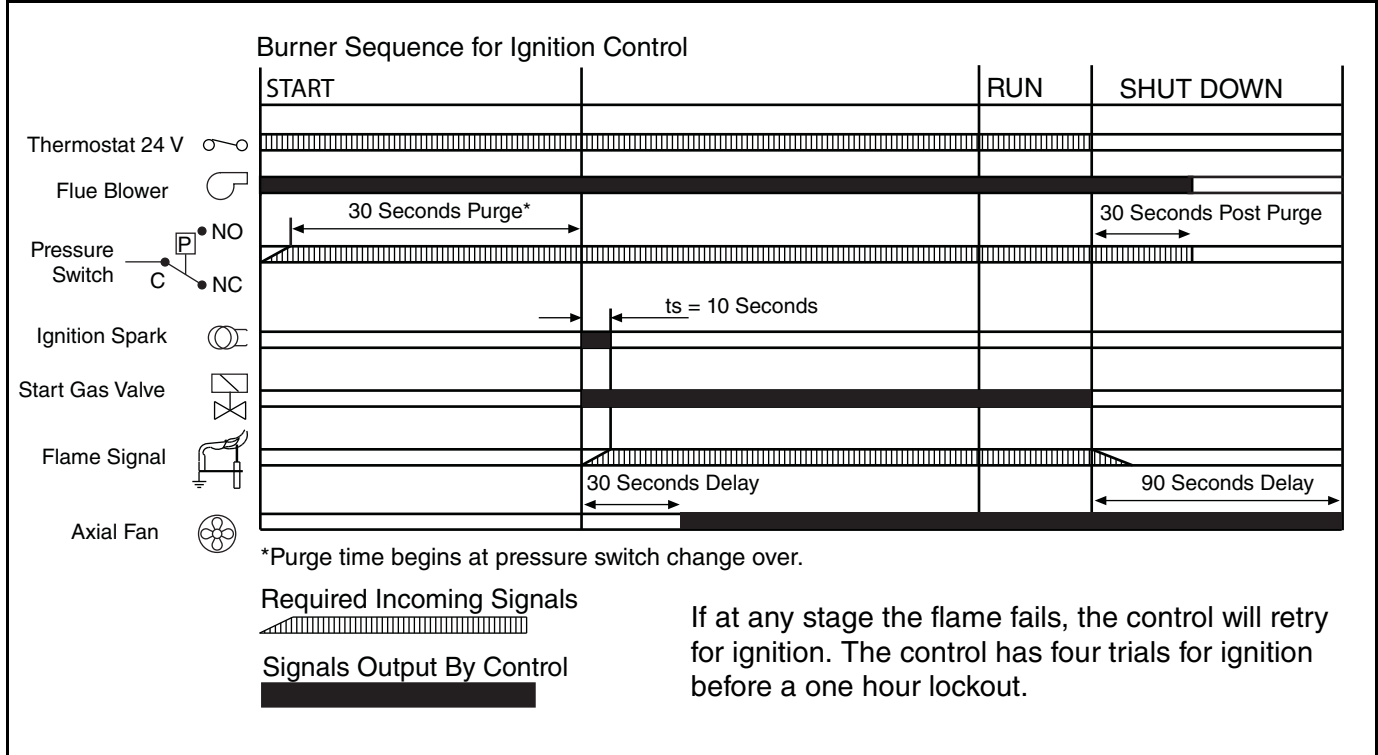 Burner Sequence for Ignition Control
START
RUN
SHUT DOWN
Thermostat 24 V
Flue Blower
30 Seconds Purge*
30 Seconds Post Purge
Pressure
Switch
P
NO
C
NC
ts = 10 Seconds
Ignition Spark
Start Gas Valve
Flame Signal
30 Seconds Delay
90 Seconds Delay
Axial Fan
*Purge time begins at pressure switch change over.
Required Incoming Signals
Signals Output By Control
If at any stage the flame fails, the control will retry
for ignition. The control has four trials for ignition
before a one hour lockout.